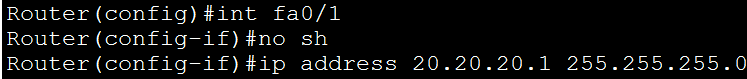 Router(config)#int fa0/1
Router(config-if)#no sh
Router(config-if)#ip address 20.20.20.1 255.255.255.0